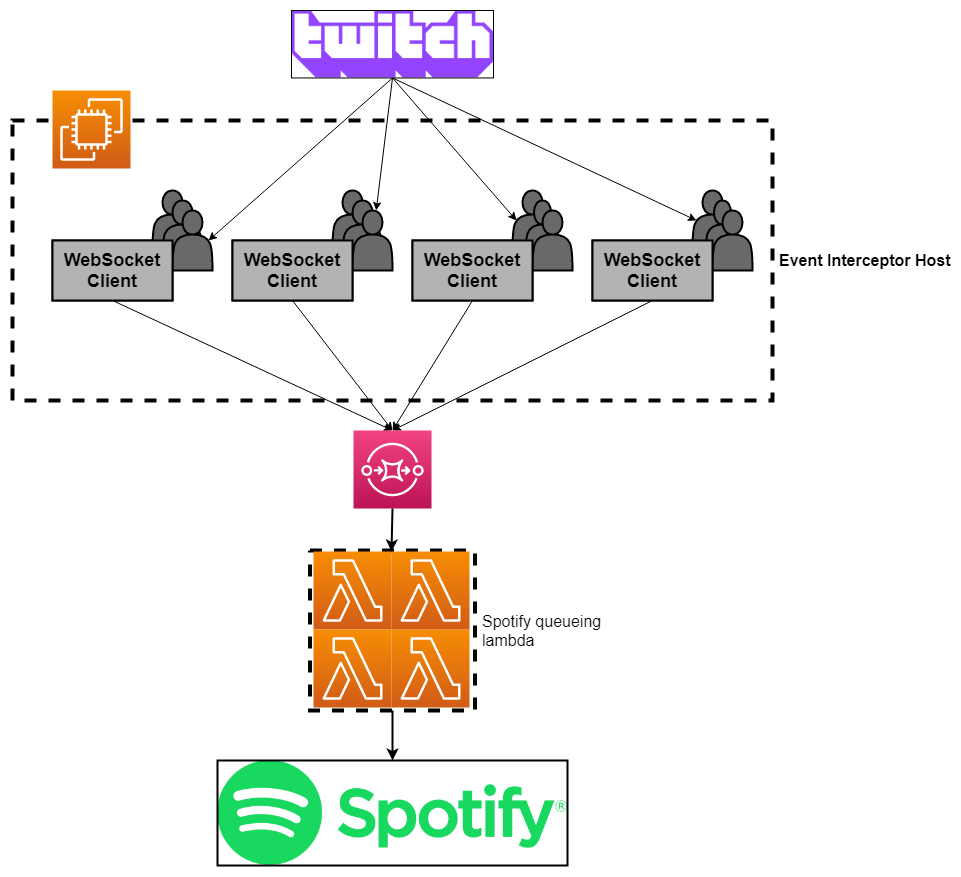 twitch
WebSocket
Client
WebSocket
Client
WebSocket
Client
WebSocket
Client
Event Interceptor Host
Spotify queueing
lambda
Spotify®